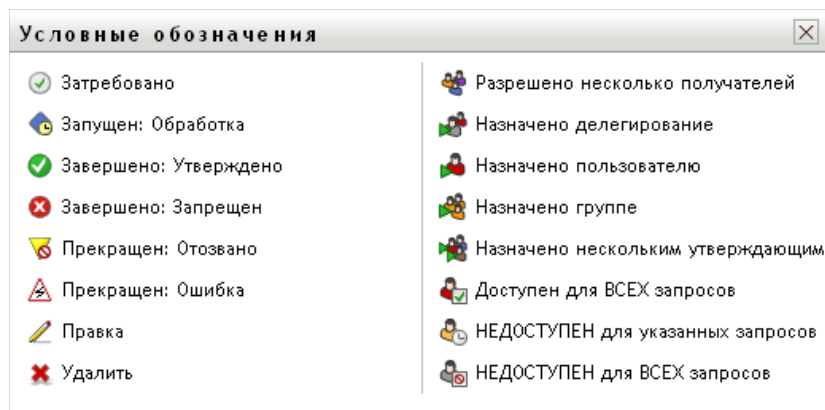 Условные обозначения
Затребовано
Запущен: Обработка
Завершено: Утверждено
Завершено: Запрещен
Прекращен: Отозвано
Прекращен: Ошибка
Правка
Удалить
Разрешено несколько получателей
Назначено делегирование
Назначено пользователю
Назначено группе
Назначено нескольким утверждающим
Доступен для ВСЕХ запросов
НЕДОСТУПЕН для указанных запросов
НЕДОСТУПЕН для ВСЕХ запросов